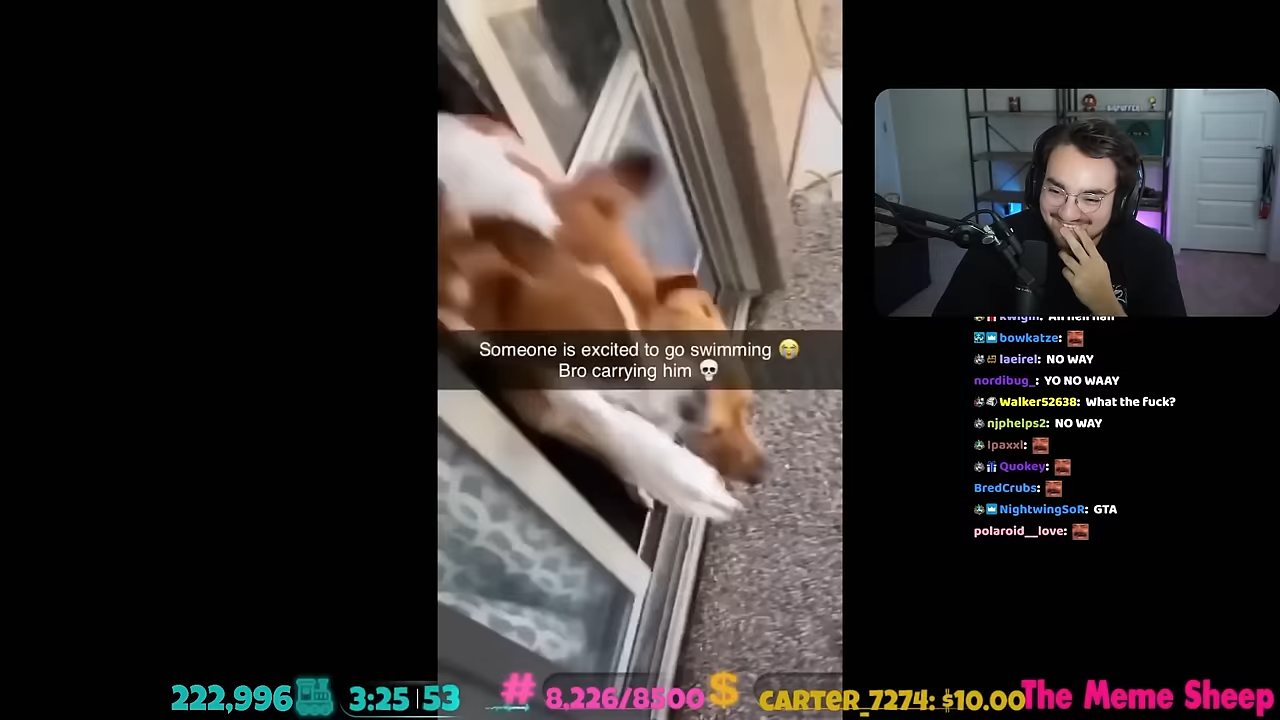 Someone is excited to go swimming 😭
Bro carrying him 💀
bowkatze:
laeirel: NO WAY
nordibug_: YO NO WAAY
Walker52638: What the fuck?
njphelps2: NO WAY
lpaxxl:
Quokey:
BredCrubs:
NightwingSoR: GTA
polaroid__love:
222,996 3:25 53 # 8,226/8500 $ CARTER_7274: $10.00 The Meme Sheep